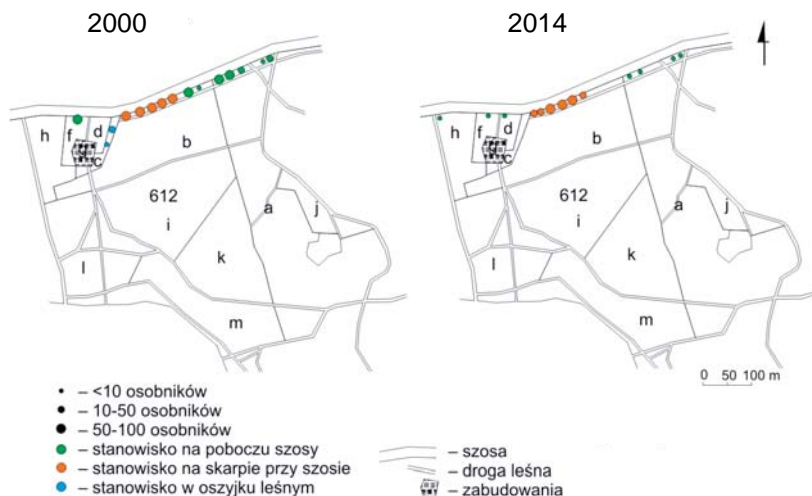 2000
2014
h
f
d
c
b
612
i
a
j
k
l
m
h
f
d
c
b
612
i
a
j
k
l
m
0 50 100 m
– <10 osobników
– 10-50 osobników
– 50-100 osobników
– stanowisko na poboczu szosy
– stanowisko na skarpie przy szosie
– stanowisko w oszyjku leśnym
– szosa
– droga leśna
– zabudowania